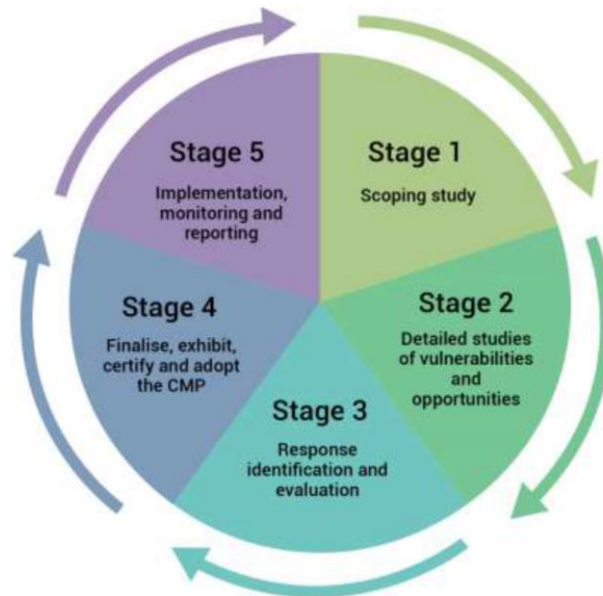 Stage 1
Scoping study
Stage 2
Detailed studies
of vulnerabilities
and
opportunities
Stage 3
Response
identification and
evaluation
Stage 4
Finalise, exhibit,
certify and adopt
the CMP
Stage 5
Implementation,
monitoring and
reporting